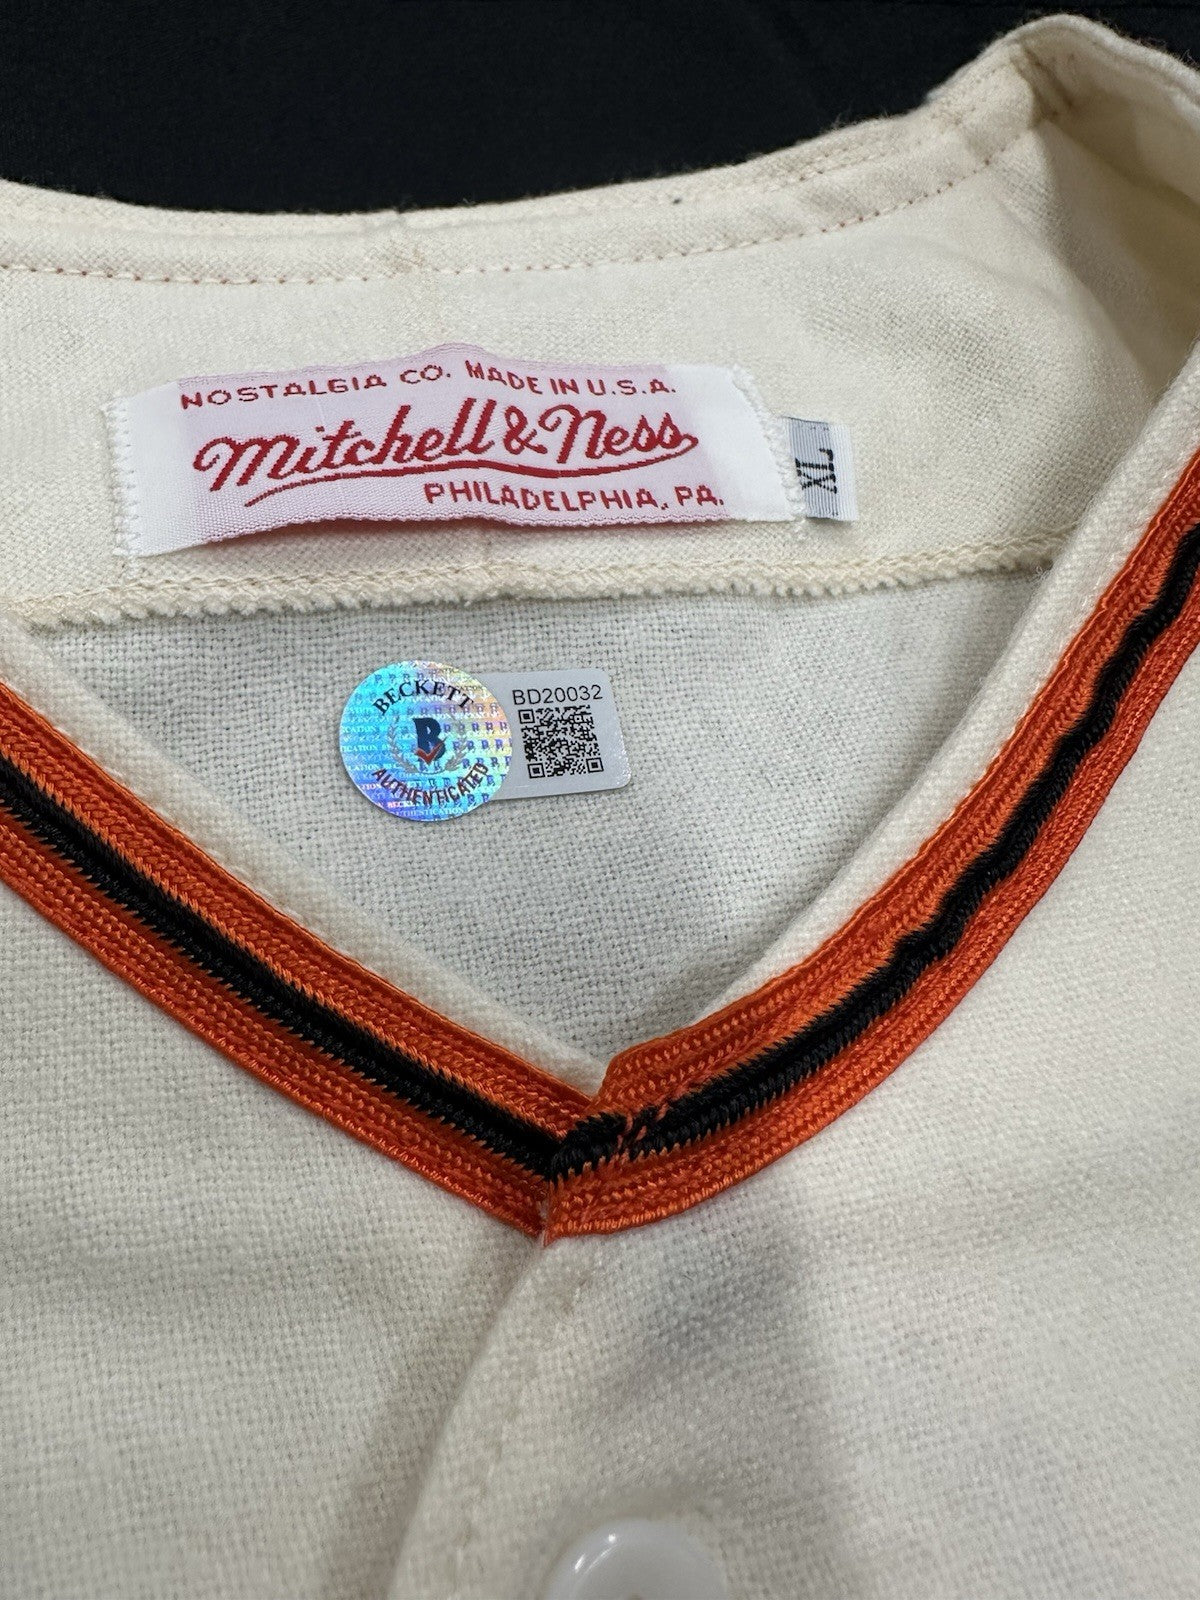 NOSTALGIA CO. MADE IN U.S.A.
Mitchell & Ness
PHILADELPHIA, PA.
XL
BECKETT
B
AUTHENTICATED
BD20032